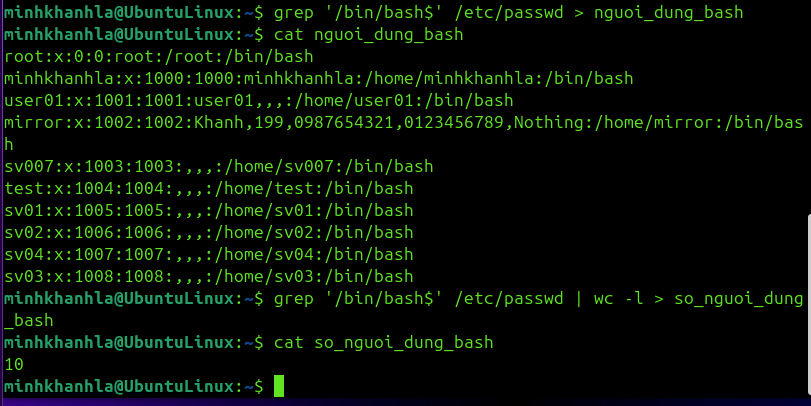 minhkhanhla@UbuntuLinux:~$ grep '/bin/bash$' /etc/passwd > nguoi_dung_bash
minhkhanhla@UbuntuLinux:~$ cat nguoi_dung_bash
root:x:0:0:root:/root:/bin/bash
minhkhanhla:x:1000:1000:minhkhanhla:/home/minhkhanhla:/bin/bash
user01:x:1001:1001:user01,,,:/home/user01:/bin/bash
mirror:x:1002:1002:Khanh,199,0987654321,0123456789,Nothing:/home/mirror:/bin/bas
h
sv007:x:1003:1003:,,,:/home/sv007:/bin/bash
test:x:1004:1004:,,,:/home/test:/bin/bash
sv01:x:1005:1005:,,,:/home/sv01:/bin/bash
sv02:x:1006:1006:,,,:/home/sv02:/bin/bash
sv04:x:1007:1007:,,,:/home/sv04:/bin/bash
sv03:x:1008:1008:,,,:/home/sv03:/bin/bash
minhkhanhla@UbuntuLinux:~$ grep '/bin/bash$' /etc/passwd | wc -l > so_nguoi_dung
_bash
minhkhanhla@UbuntuLinux:~$ cat so_nguoi_dung_bash
10
minhkhanhla@UbuntuLinux:~$